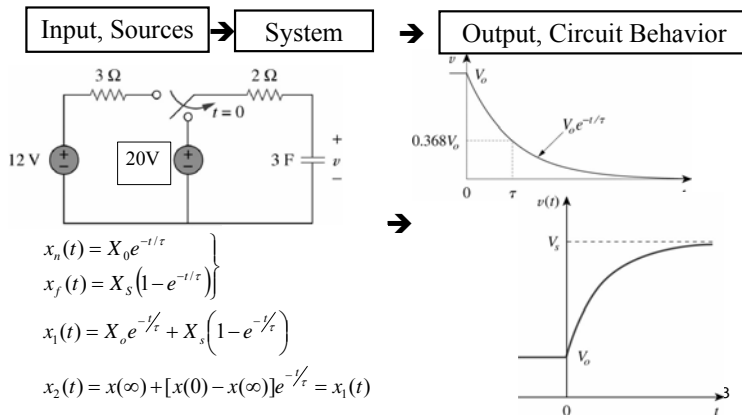 Input, Sources → System → Output, Circuit Behavior
3 Ω
2 Ω
t = 0
12 V
20V
3 F
+
v
−
v
V_o
V_o e^{−t/τ}
0.368V_o
0
τ
→
x_n(t) = X_0 e^{−t/τ}
x_f(t) = X_S (1 − e^{−t/τ})
x_1(t) = X_o e^{−t/τ} + X_s (1 − e^{−t/τ})
x_2(t) = x(∞) + [x(0) − x(∞)] e^{−t/τ} = x_1(t)
v(t)
V_s
V_o
0
t
3